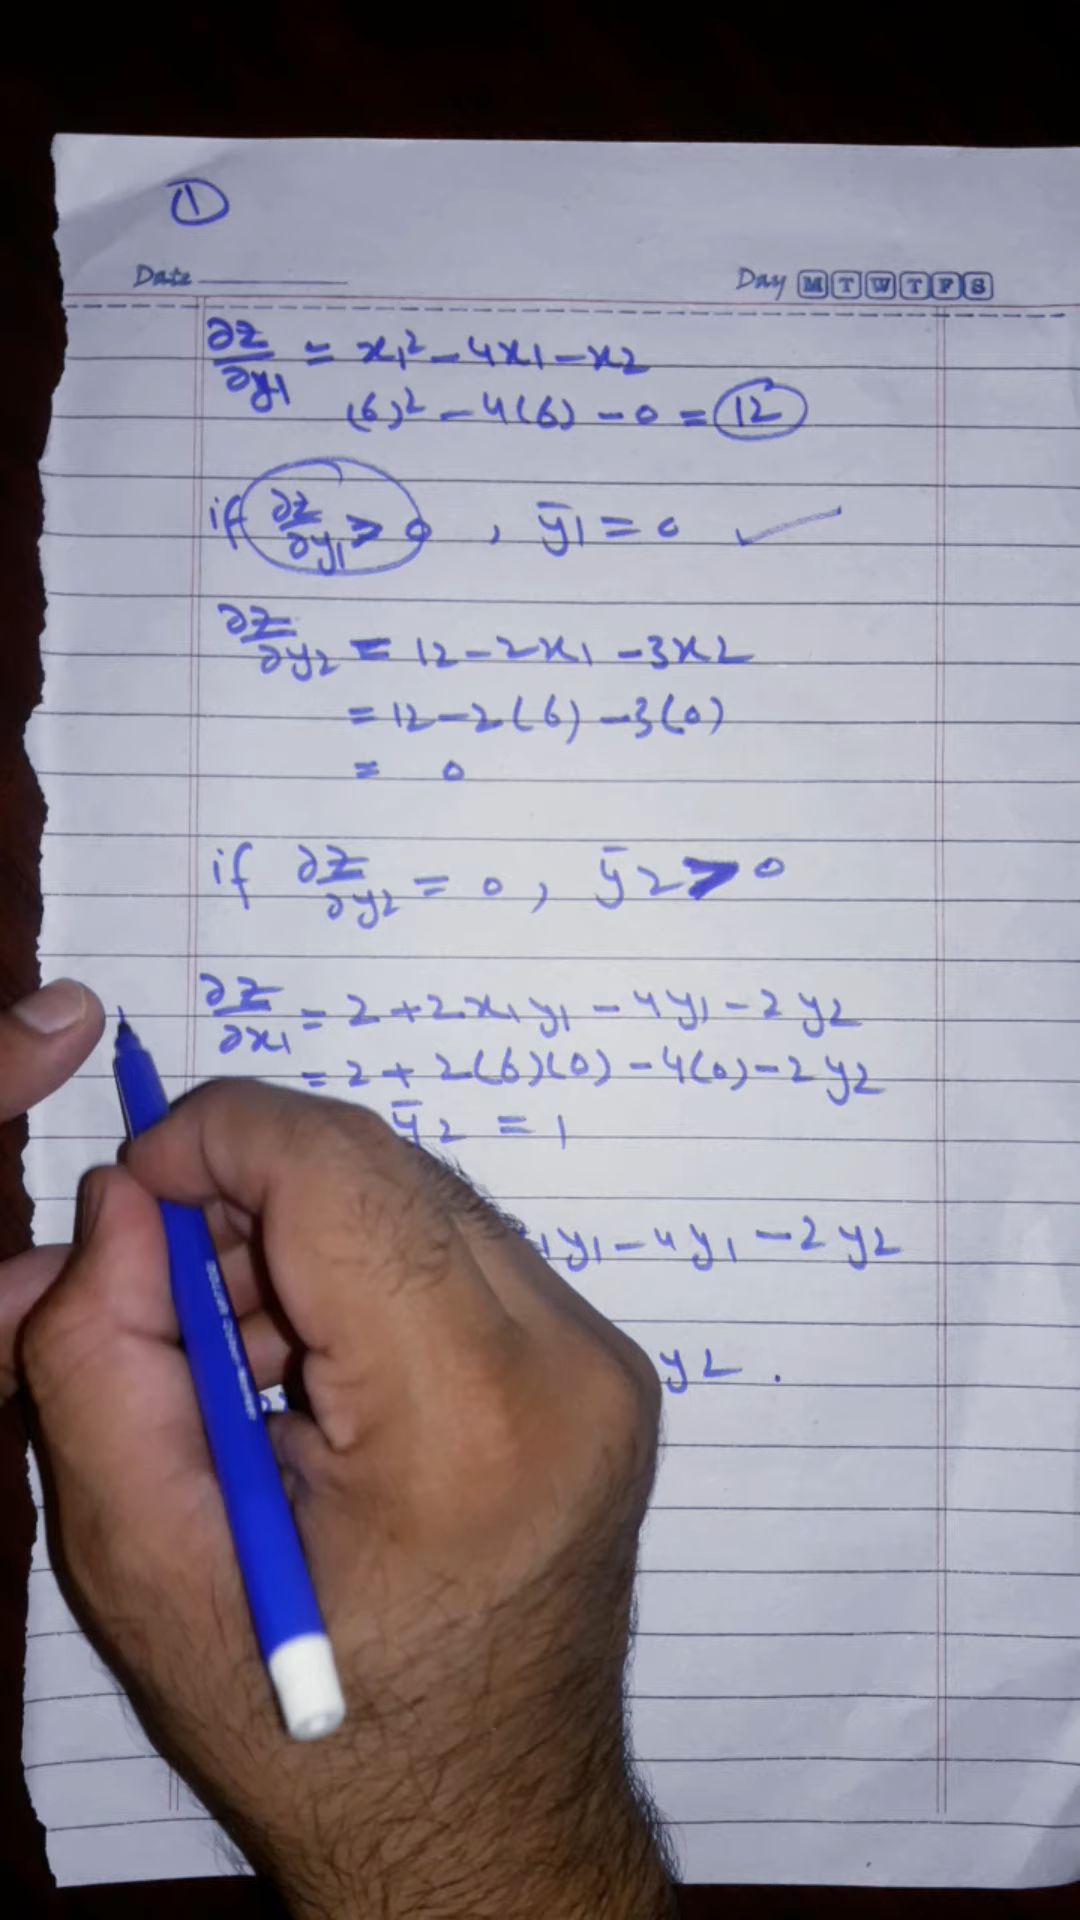 ①
Date
Day M T W T F S
∂z/∂y1 = x1² - 4x1 - x2
(6)² - 4(6) - 0 = 12
if ∂z/∂y1 > 0 , ȳ1 = 0 ✓
∂z/∂y2 = 12 - 2x1 - 3x2
= 12 - 2(6) - 3(0)
= 0
if ∂z/∂y2 = 0 , ȳ2 > 0
∂z/∂x1 = 2 + 2x1y1 - 4y1 - 2y2
= 2 + 2(6)(0) - 4(0) - 2y2
ȳ2 = 1
1y1 - 4y1 - 2y2
y2 .